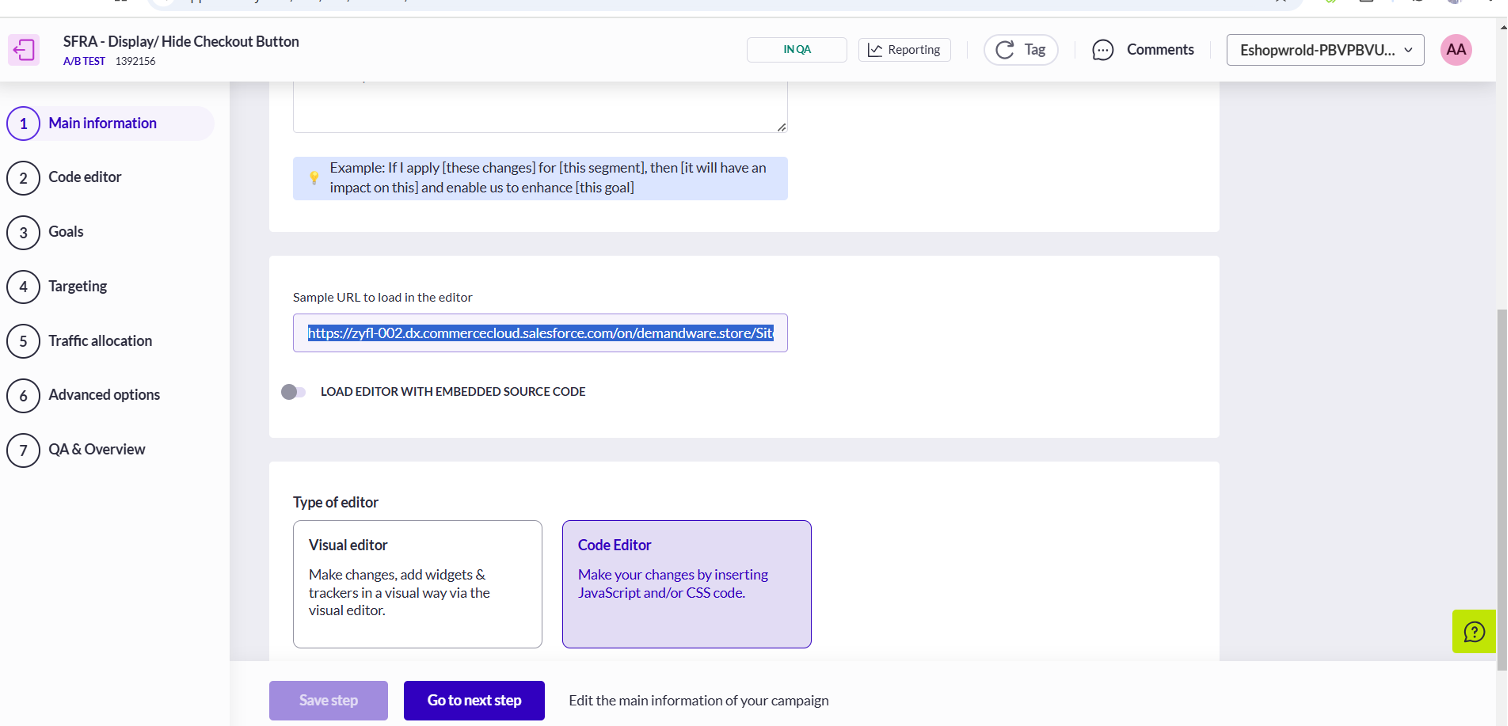 SFRA - Display/ Hide Checkout Button
A/B TEST 1392156
IN QA
Reporting
Tag
Comments
Eshopwrold-PBVPBVU...
AA
1 Main information
2 Code editor
3 Goals
4 Targeting
5 Traffic allocation
6 Advanced options
7 QA & Overview
Example: If I apply [these changes] for [this segment], then [it will have an
impact on this] and enable us to enhance [this goal]
Sample URL to load in the editor
https://zyfl-002.dx.commercecloud.salesforce.com/on/demandware.store/Site
LOAD EDITOR WITH EMBEDDED SOURCE CODE
Type of editor
Visual editor
Make changes, add widgets &
trackers in a visual way via the
visual editor.
Code Editor
Make your changes by inserting
JavaScript and/or CSS code.
Save step
Go to next step
Edit the main information of your campaign